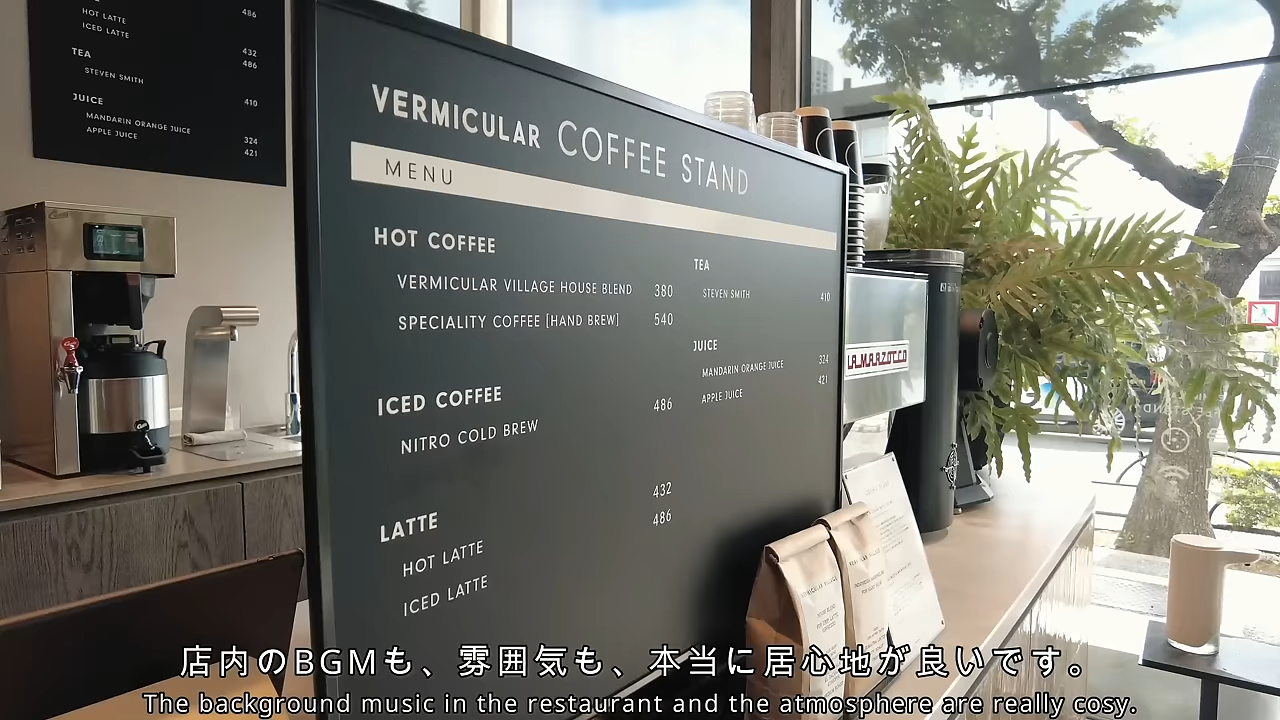 486
HOT LATTE
ICED LATTE
432
TEA
486
STEVEN SMITH
JUICE
410
MANDARIN ORANGE JUICE
APPLE JUICE
324
421
VERMICULAR COFFEE STAND
MENU
HOT COFFEE
VERMICULAR VILLAGE HOUSE BLEND 380
SPECIALITY COFFEE [HAND BREW] 540
ICED COFFEE
486
NITRO COLD BREW
432
LATTE
486
HOT LATTE
ICED LATTE
TEA
STEVEN SMITH 410
JUICE
MANDARIN ORANGE JUICE 324
APPLE JUICE 421
LA MARZOCCO
店内のBGMも、雰囲気も、本当に居心地が良いです。
The background music in the restaurant and the atmosphere are really cosy.